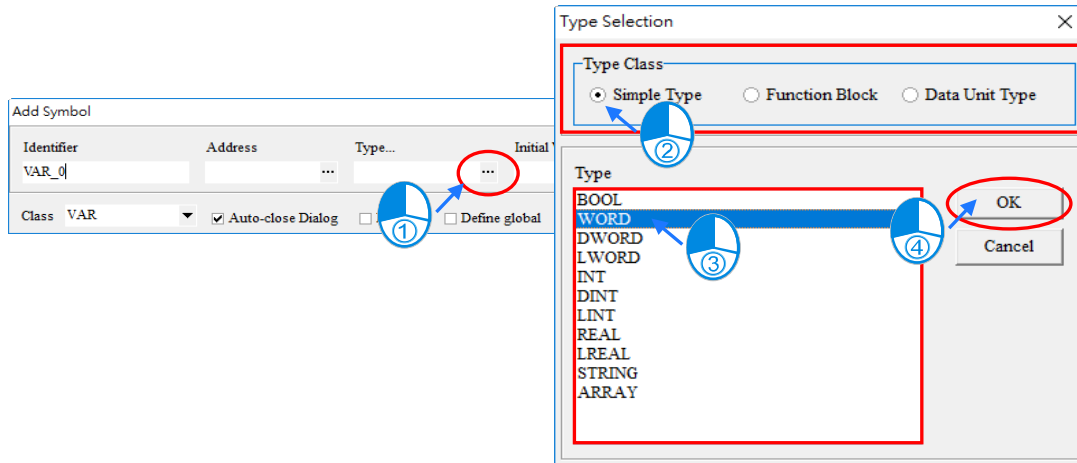 Add Symbol
Identifier Address Type... Initial
VAR_0 ... ...
Class VAR Auto-close Dialog Define global
①
Type Selection
Type Class
Simple Type Function Block Data Unit Type
②
Type
BOOL
WORD
DWORD
LWORD
INT
DINT
LINT
REAL
LREAL
STRING
ARRAY
③
OK
④
Cancel